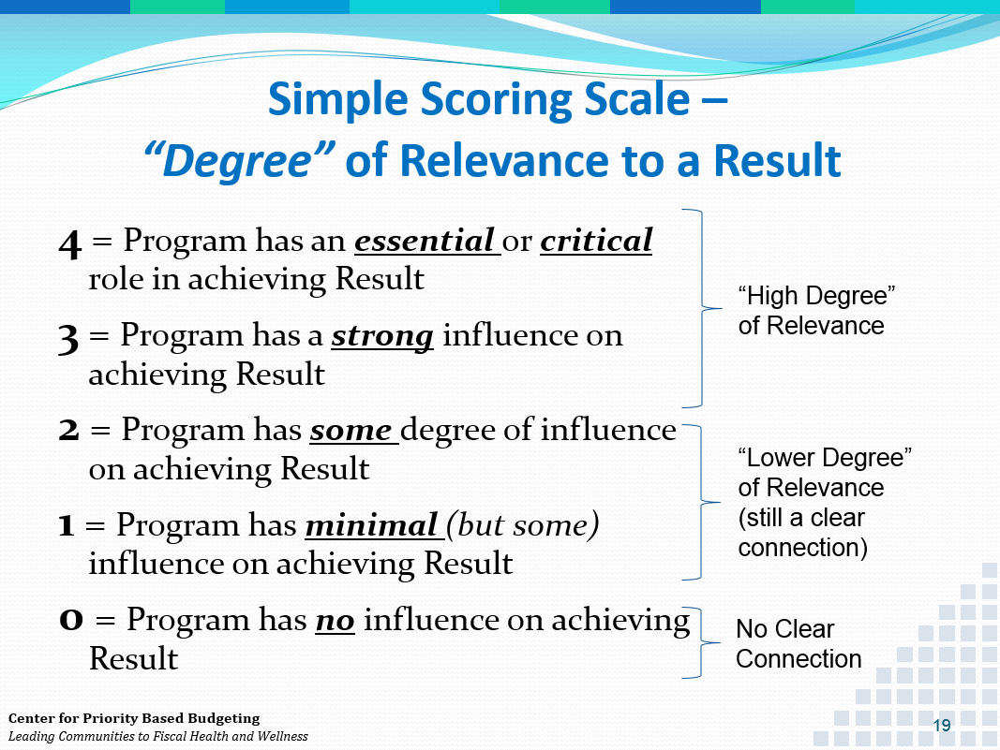 Simple Scoring Scale –
“Degree” of Relevance to a Result
4 = Program has an essential or critical
role in achieving Result
3 = Program has a strong influence on
achieving Result
“High Degree”
of Relevance
2 = Program has some degree of influence
on achieving Result
1 = Program has minimal (but some)
influence on achieving Result
“Lower Degree”
of Relevance
(still a clear
connection)
0 = Program has no influence on achieving
Result
No Clear
Connection
Center for Priority Based Budgeting
Leading Communities to Fiscal Health and Wellness
19